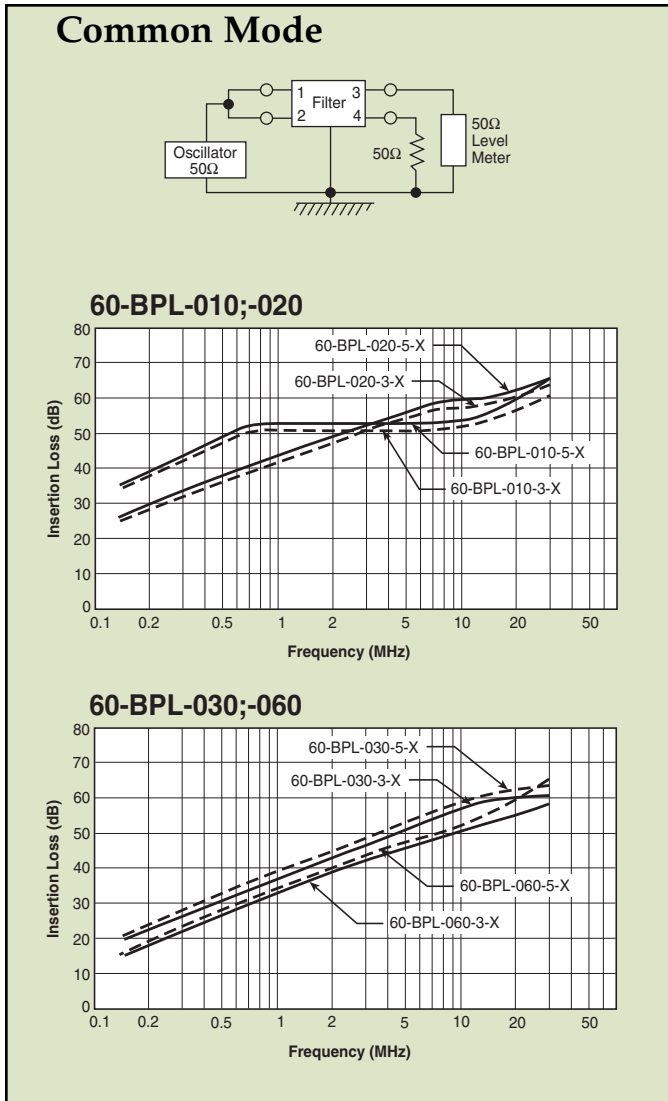 Common Mode
1
3
Filter
2
4
50Ω
Level
Meter
50Ω
Oscillator
50Ω
60-BPL-010;-020
80
70
60
50
40
30
20
10
0
Insertion Loss (dB)
60-BPL-020-5-X
60-BPL-020-3-X
60-BPL-010-5-X
60-BPL-010-3-X
0.1 0.2 0.5 1 2 5 10 20 50
Frequency (MHz)
60-BPL-030;-060
80
70
60
50
40
30
20
10
0
Insertion Loss (dB)
60-BPL-030-5-X
60-BPL-030-3-X
60-BPL-060-5-X
60-BPL-060-3-X
0.1 0.2 0.5 1 2 5 10 20 50
Frequency (MHz)